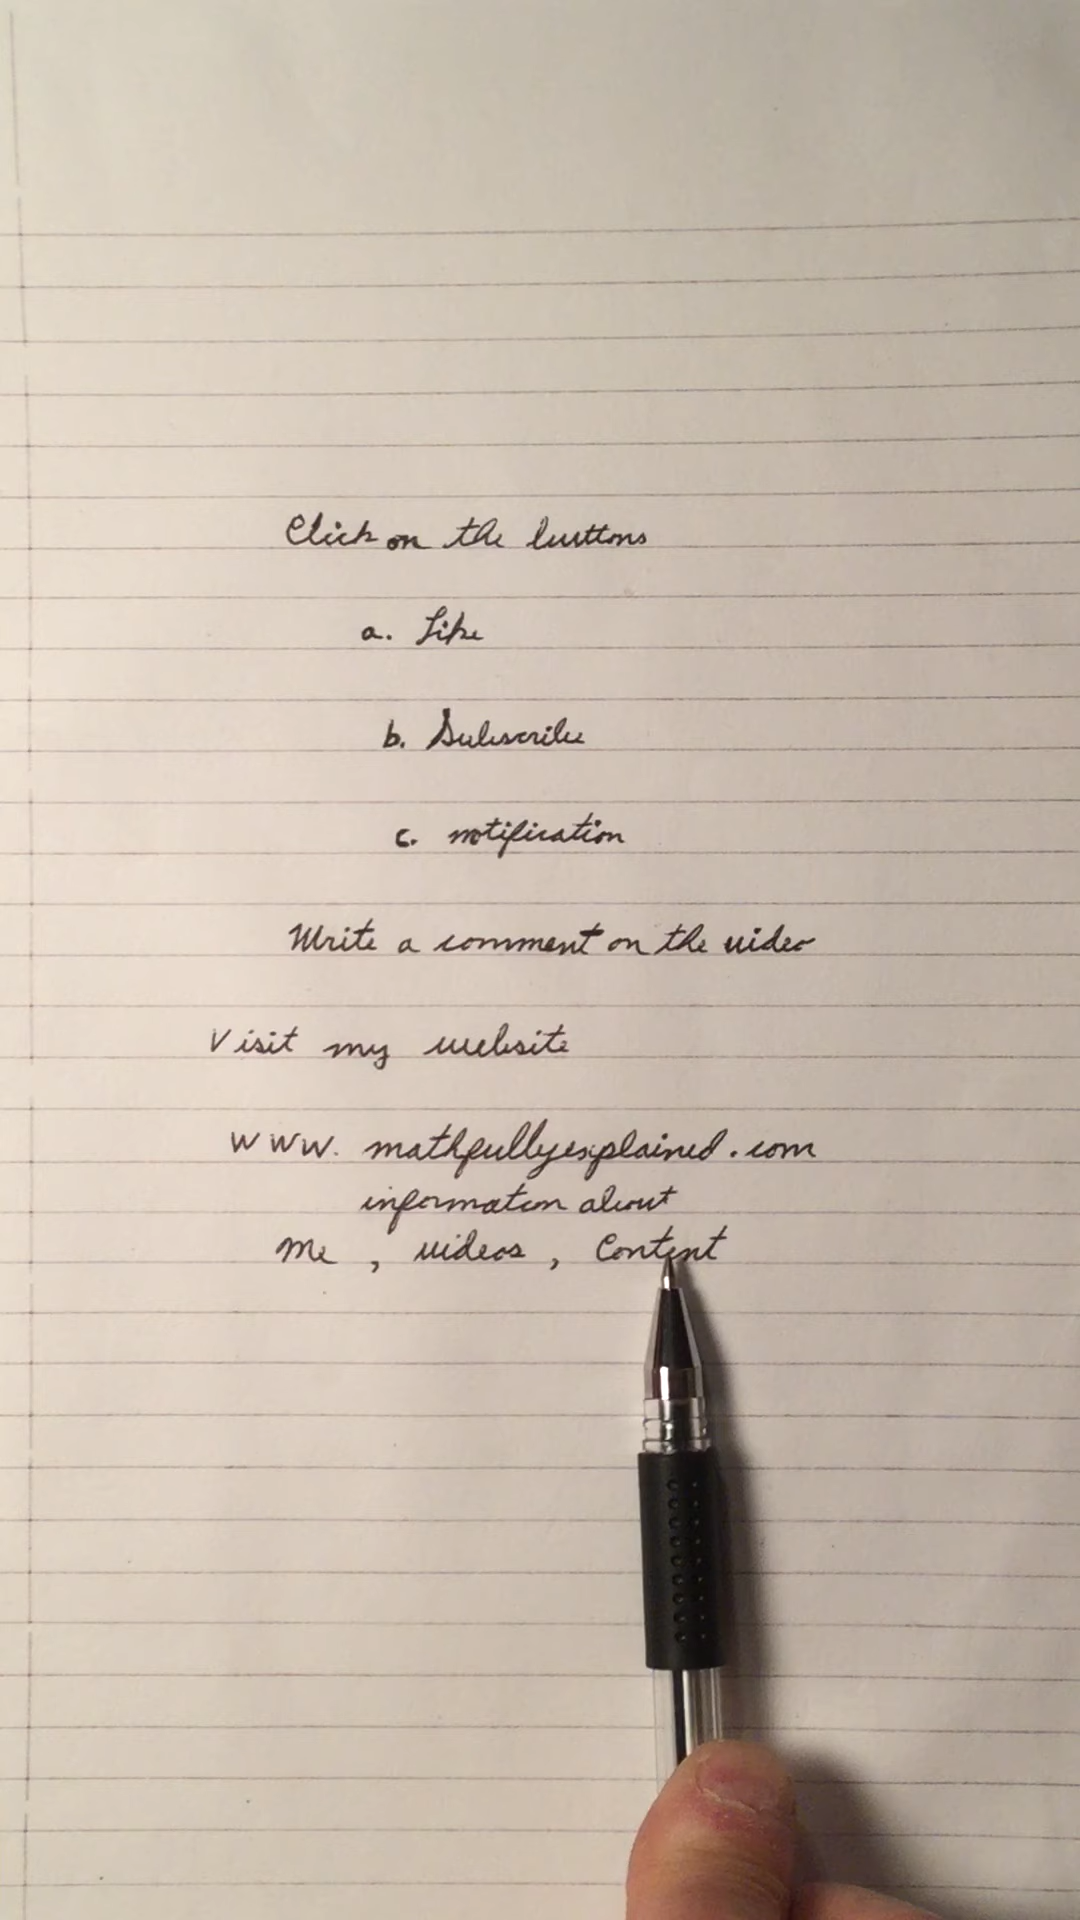 Click on the buttons
a. Like
b. Subscribe
c. notification
Write a comment on the video
Visit my website
www.mathfullyexplained.com
information about
Me, videos, Content